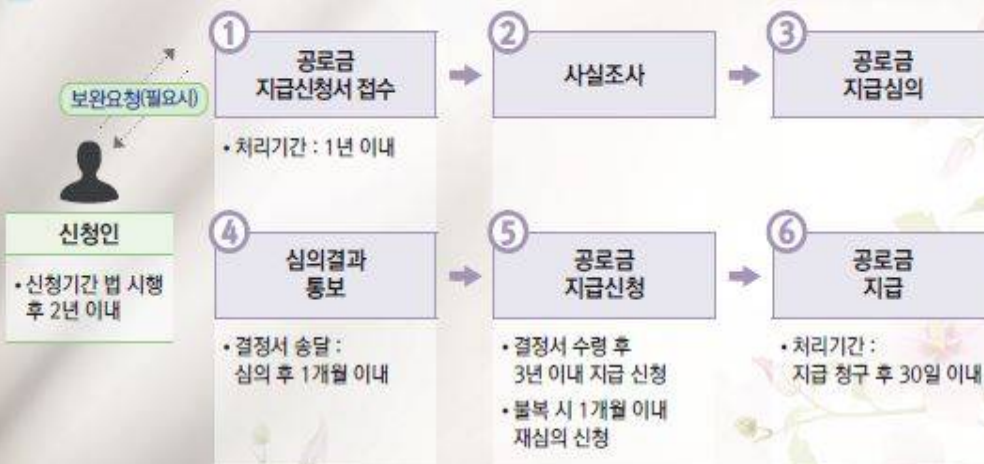 보완요청(필요시)
신청인
• 신청기간 법 시행
후 2년 이내
1
공로금
지급신청서 접수
• 처리기간 : 1년 이내
2
사실조사
3
공로금
지급심의
4
심의결과
통보
• 결정서 송달 :
심의 후 1개월 이내
5
공로금
지급신청
• 결정서 수령 후
3년 이내 지급 신청
• 불복 시 1개월 이내
재심의 신청
6
공로금
지급
• 처리기간 :
지급 청구 후 30일 이내